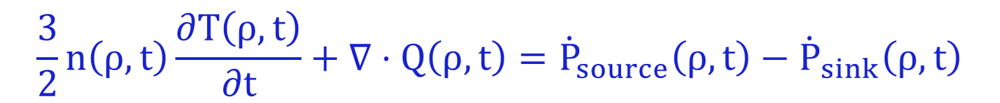 3/2 n(ρ, t) ∂T(ρ, t)/∂t + ∇ · Q(ρ, t) = Ṗ_source(ρ, t) − Ṗ_sink(ρ, t)